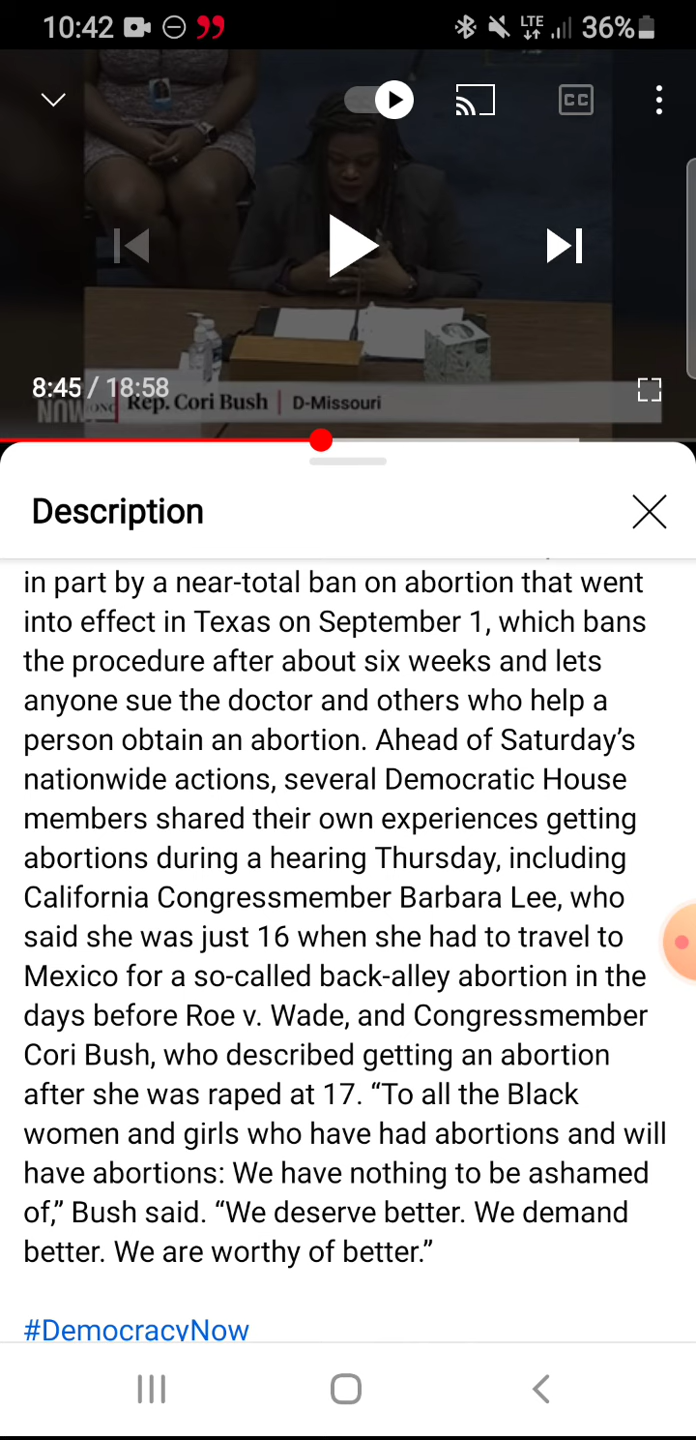 10:42
LTE
36%
CC
8:45 / 18:58
NOW
Rep. Cori Bush | D-Missouri
Description
in part by a near-total ban on abortion that went
into effect in Texas on September 1, which bans
the procedure after about six weeks and lets
anyone sue the doctor and others who help a
person obtain an abortion. Ahead of Saturday’s
nationwide actions, several Democratic House
members shared their own experiences getting
abortions during a hearing Thursday, including
California Congressmember Barbara Lee, who
said she was just 16 when she had to travel to
Mexico for a so-called back-alley abortion in the
days before Roe v. Wade, and Congressmember
Cori Bush, who described getting an abortion
after she was raped at 17. “To all the Black
women and girls who have had abortions and will
have abortions: We have nothing to be ashamed
of,” Bush said. “We deserve better. We demand
better. We are worthy of better.”
#DemocracyNow